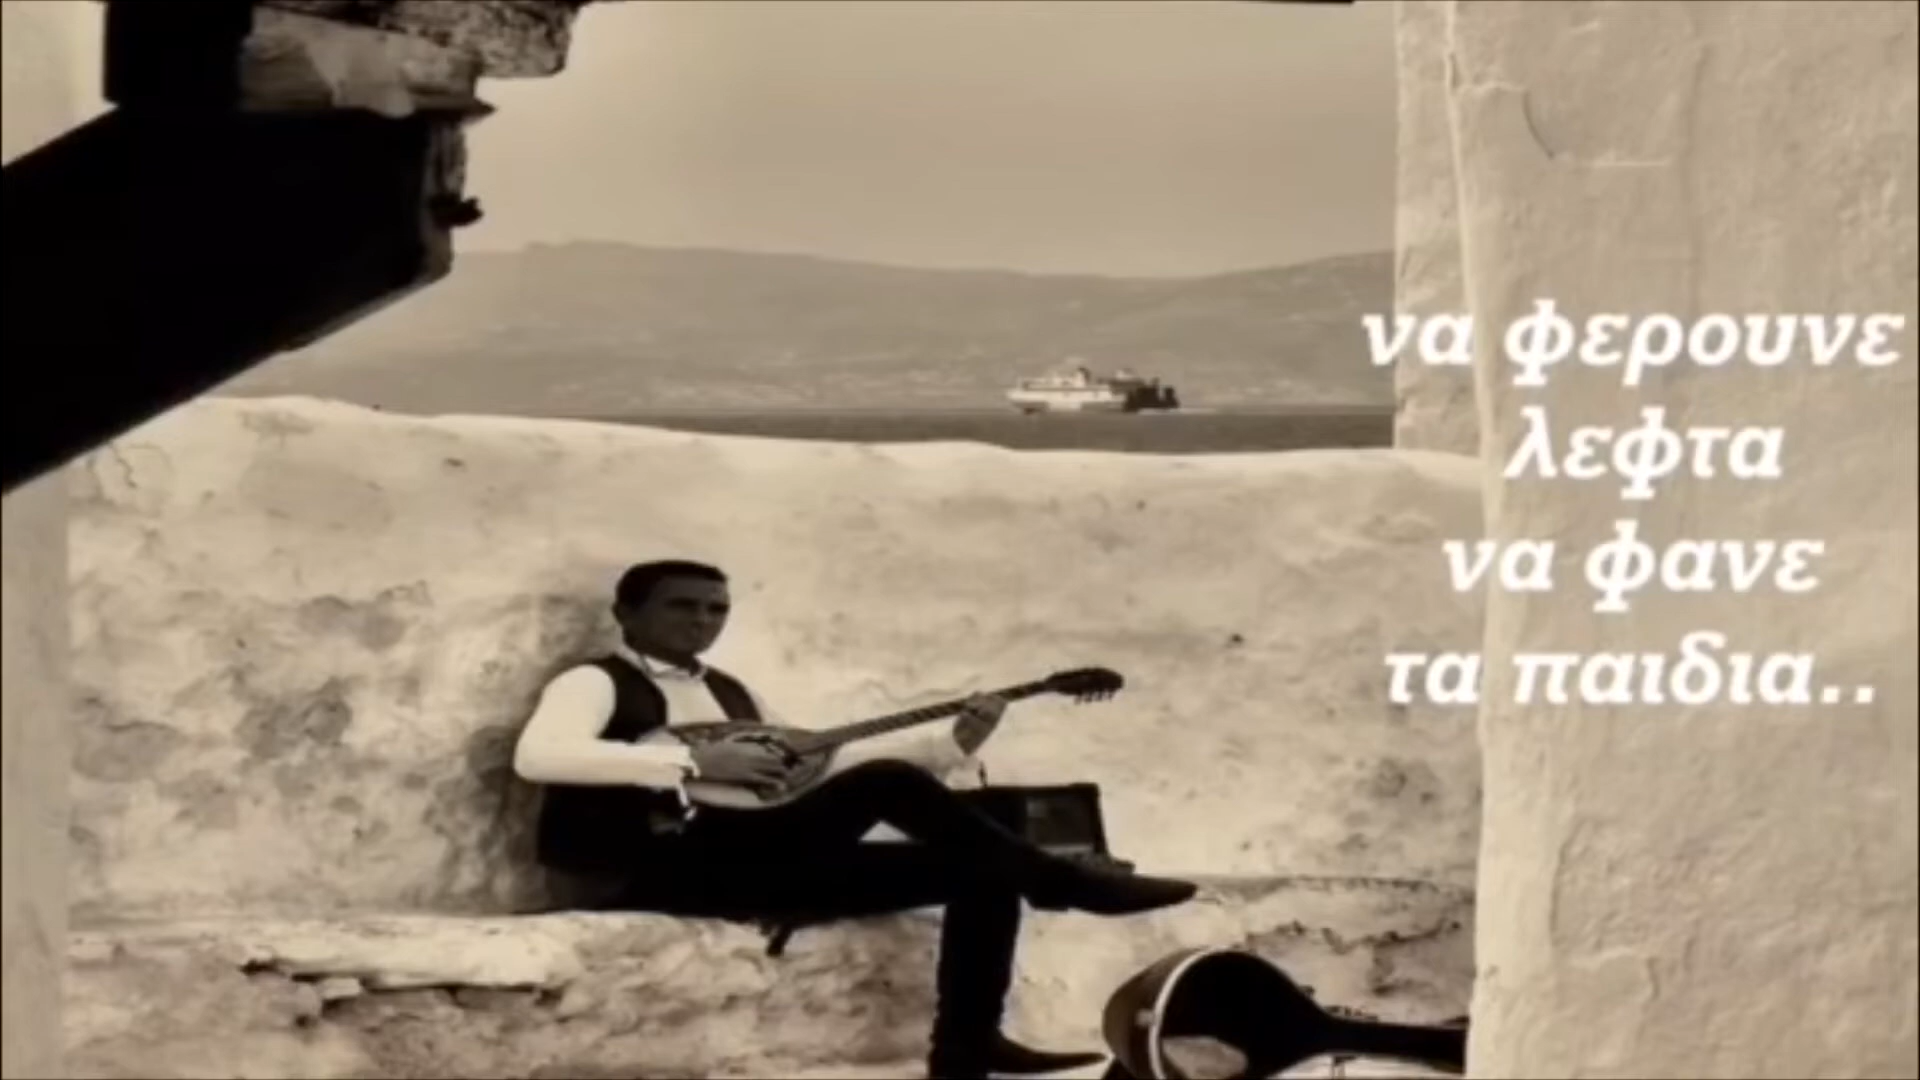 να φερουνε
λεφτα
να φανε
τα παιδια..